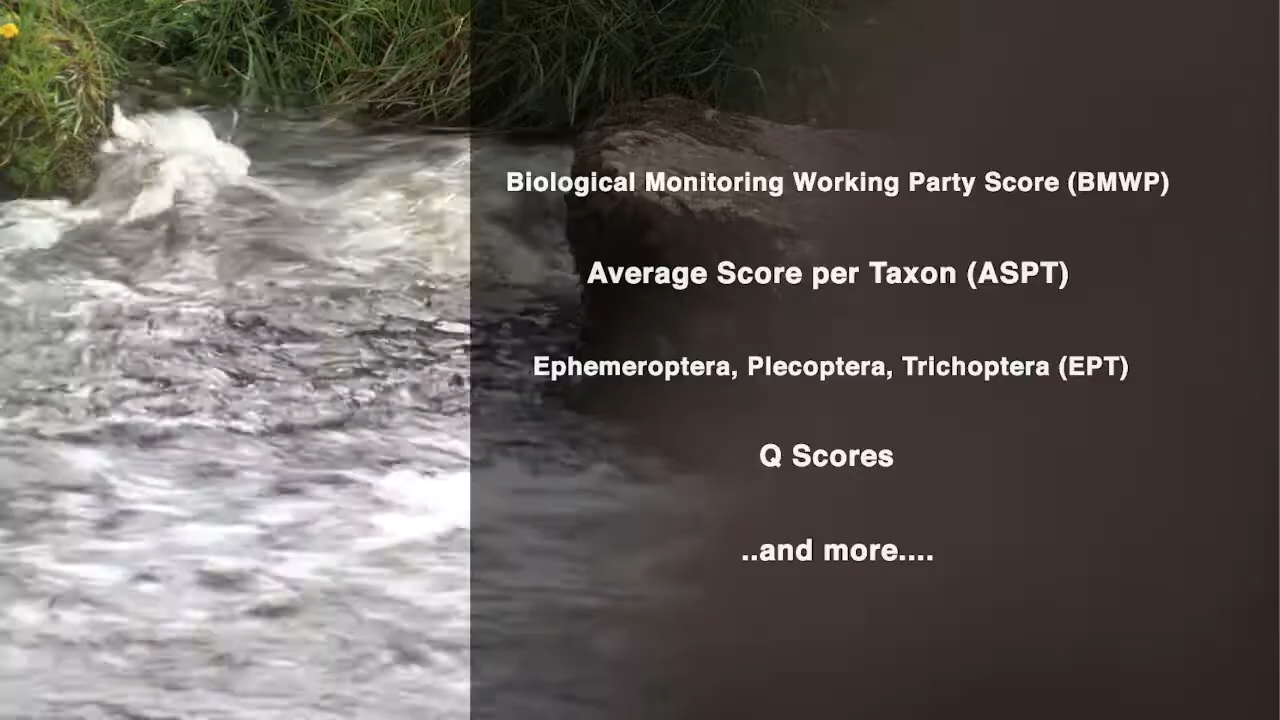 Biological Monitoring Working Party Score (BMWP)
Average Score per Taxon (ASPT)
Ephemeroptera, Plecoptera, Trichoptera (EPT)
Q Scores
..and more....